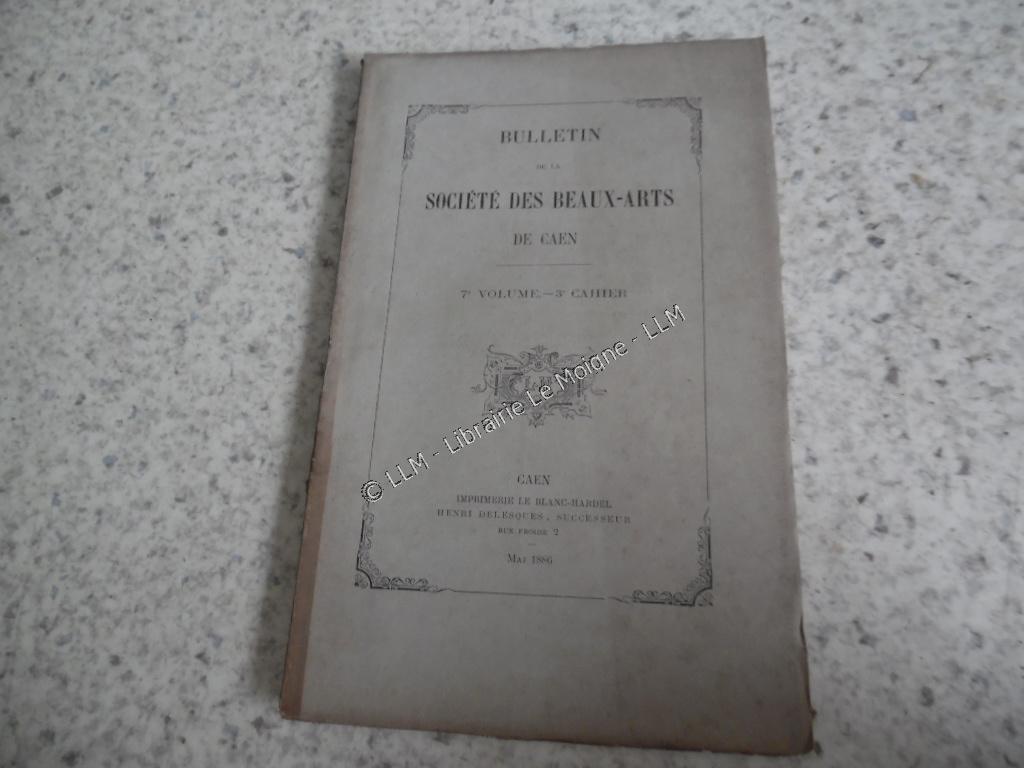 BULLETIN
DE LA
SOCIÉTÉ DES BEAUX-ARTS
DE CAEN
7e VOLUME.—3e CAHIER
© LLM - Librairie Le Moigne - LLM
CAEN
IMPRIMERIE LE BLANC-HARDEL
HENRI DELESQUES, SUCCESSEUR
RUE FROIDE 2
MAI 1886